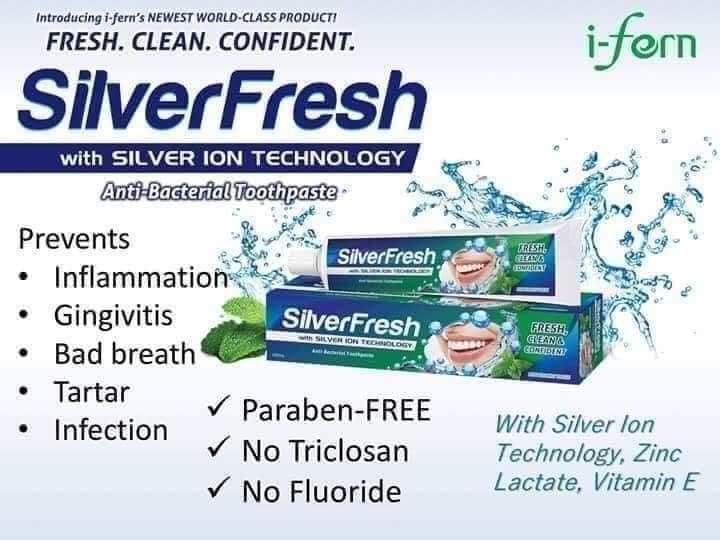 Introducing i-fern's NEWEST WORLD-CLASS PRODUCT!
FRESH. CLEAN. CONFIDENT.
i-fern
SilverFresh
with SILVER ION TECHNOLOGY
Anti-Bacterial Toothpaste
Prevents
• Inflammation
• Gingivitis
• Bad breath
• Tartar
• Infection
SilverFresh
with SILVER ION TECHNOLOGY
Anti Bacterial Toothpaste
FRESH,
CLEAN &
CONFIDENT
SilverFresh
with SILVER ION TECHNOLOGY
Anti Bacterial Toothpaste
FRESH,
CLEAN &
CONFIDENT
✓ Paraben-FREE
✓ No Triclosan
✓ No Fluoride
With Silver Ion
Technology, Zinc
Lactate, Vitamin E